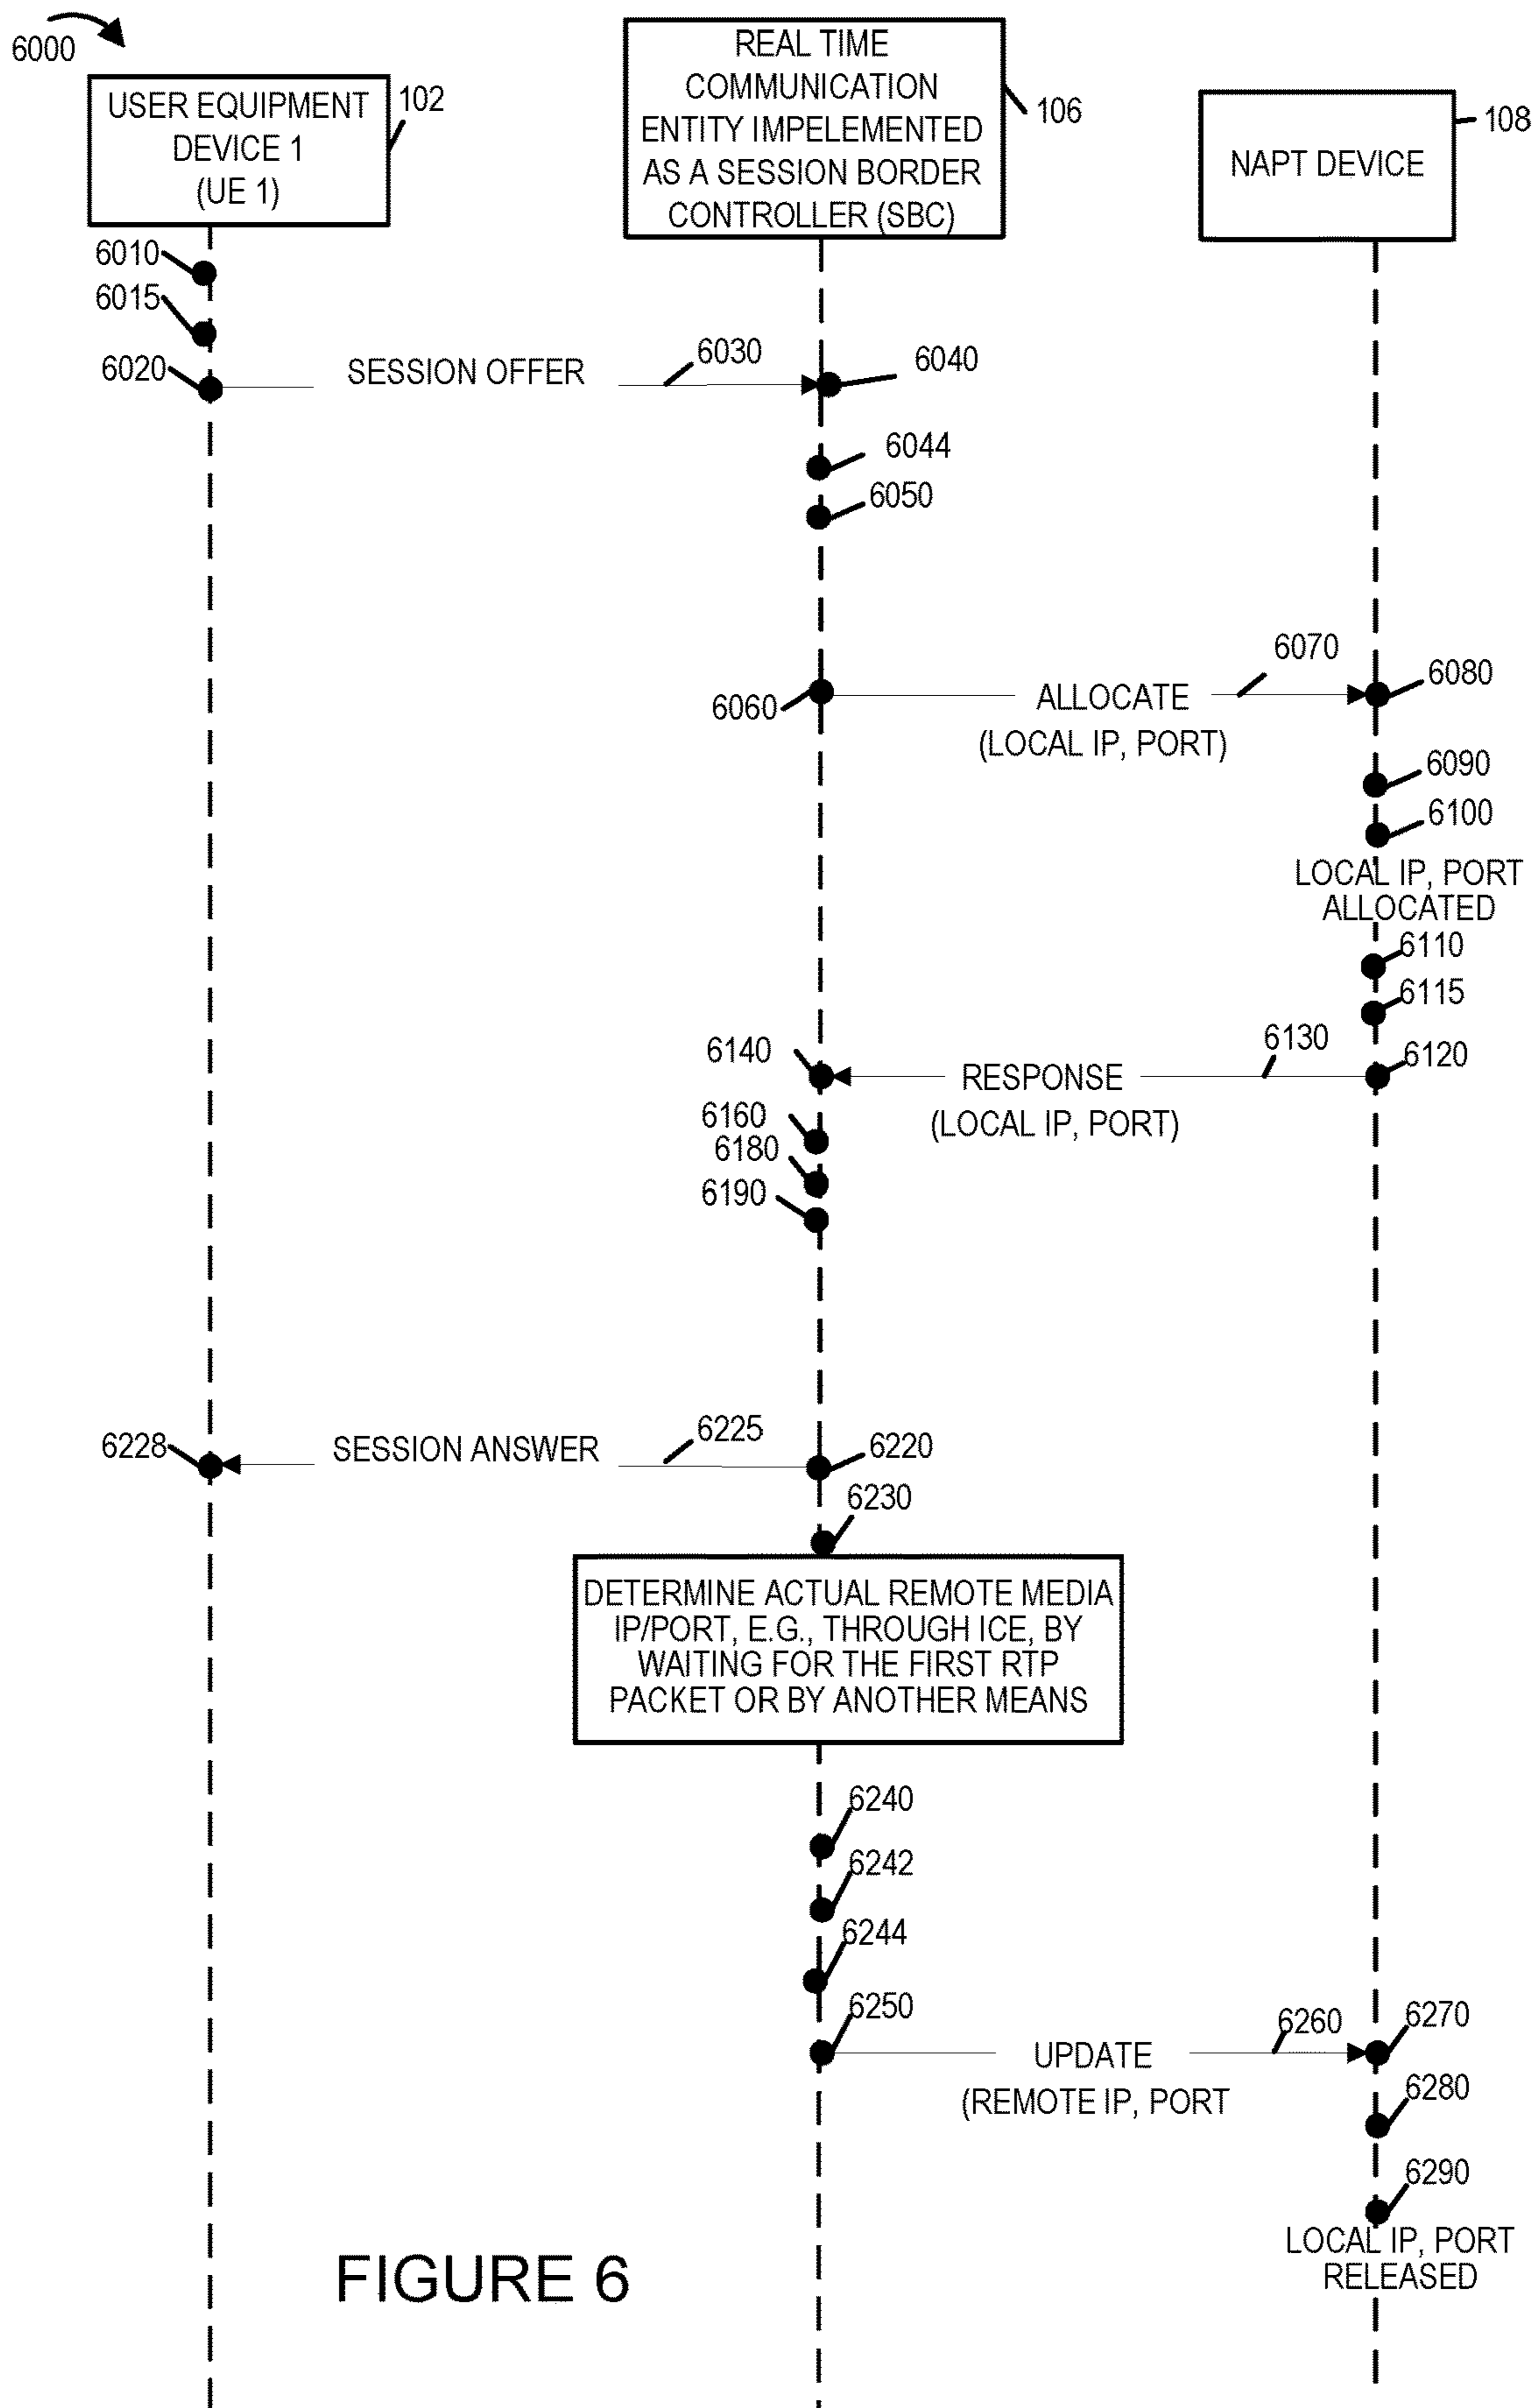 6000
USER EQUIPMENT
DEVICE 1
(UE 1)
102
REAL TIME
COMMUNICATION
ENTITY IMPELEMENTED
AS A SESSION BORDER
CONTROLLER (SBC)
106
NAPT DEVICE
108
6010
6015
6020
SESSION OFFER
6030
6040
6044
6050
6060
ALLOCATE
(LOCAL IP, PORT)
6070
6080
6090
6100
LOCAL IP, PORT
ALLOCATED
6110
6115
6120
6130
RESPONSE
(LOCAL IP, PORT)
6140
6160
6180
6190
6228
SESSION ANSWER
6225
6220
6230
DETERMINE ACTUAL REMOTE MEDIA
IP/PORT, E.G., THROUGH ICE, BY
WAITING FOR THE FIRST RTP
PACKET OR BY ANOTHER MEANS
6240
6242
6244
6250
UPDATE
(REMOTE IP, PORT
6260
6270
6280
6290
LOCAL IP, PORT
RELEASED
FIGURE 6